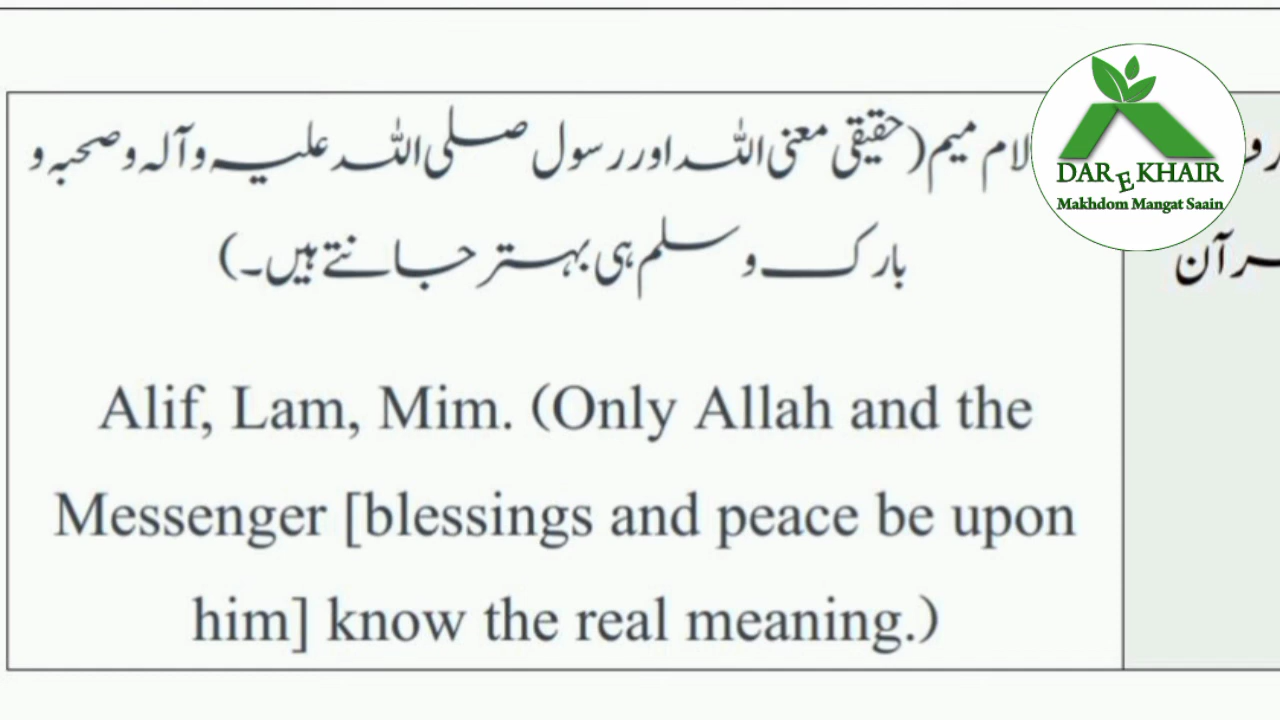 لام میم (حقیقی معنی اللہ اور رسول صلی اللہ علیہ وآلہ وصحبہ و
بارک وسلم ہی بہتر جانتے ہیں۔)
Alif, Lam, Mim. (Only Allah and the
Messenger [blessings and peace be upon
him] know the real meaning.)
DAR E KHAIR
Makhdom Mangat Saain